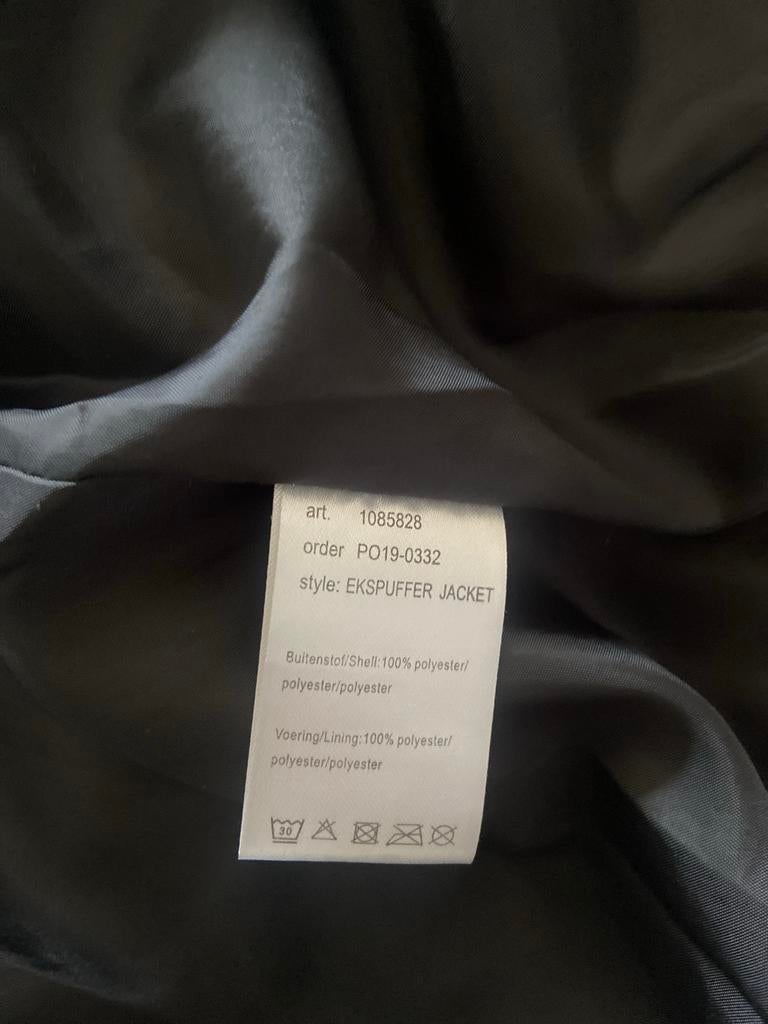 art. 1085828
order PO19-0332
style: EKSPUFFER JACKET
Buitenstof/Shell:100% polyester/
polyester/polyester
Voering/Lining:100% polyester/
polyester/polyester
30